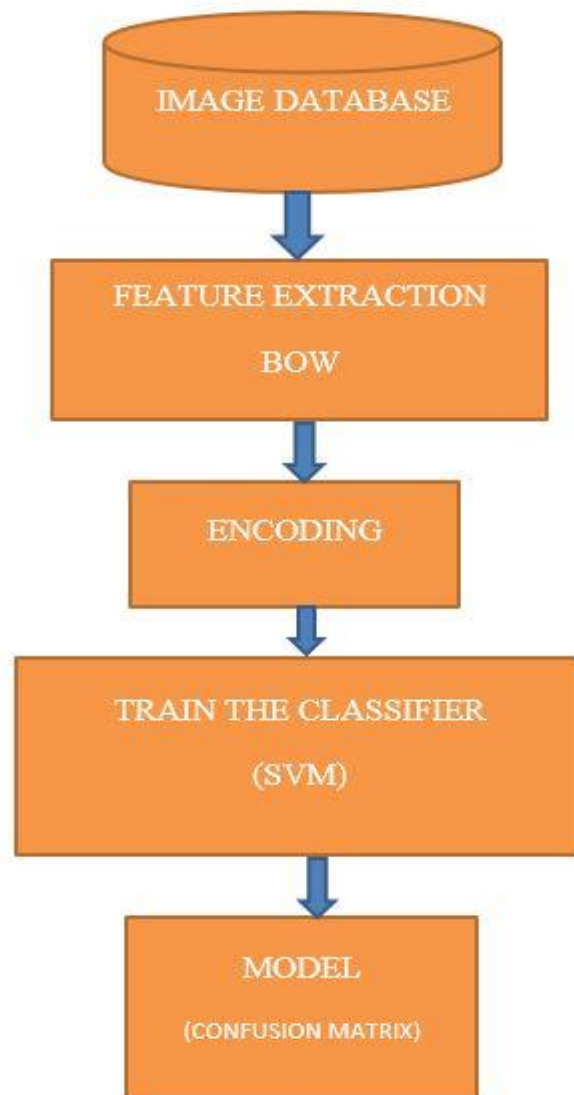 IMAGE DATABASE
FEATURE EXTRACTION
BOW
ENCODING
TRAIN THE CLASSIFIER
(SVM)
MODEL
(CONFUSION MATRIX)